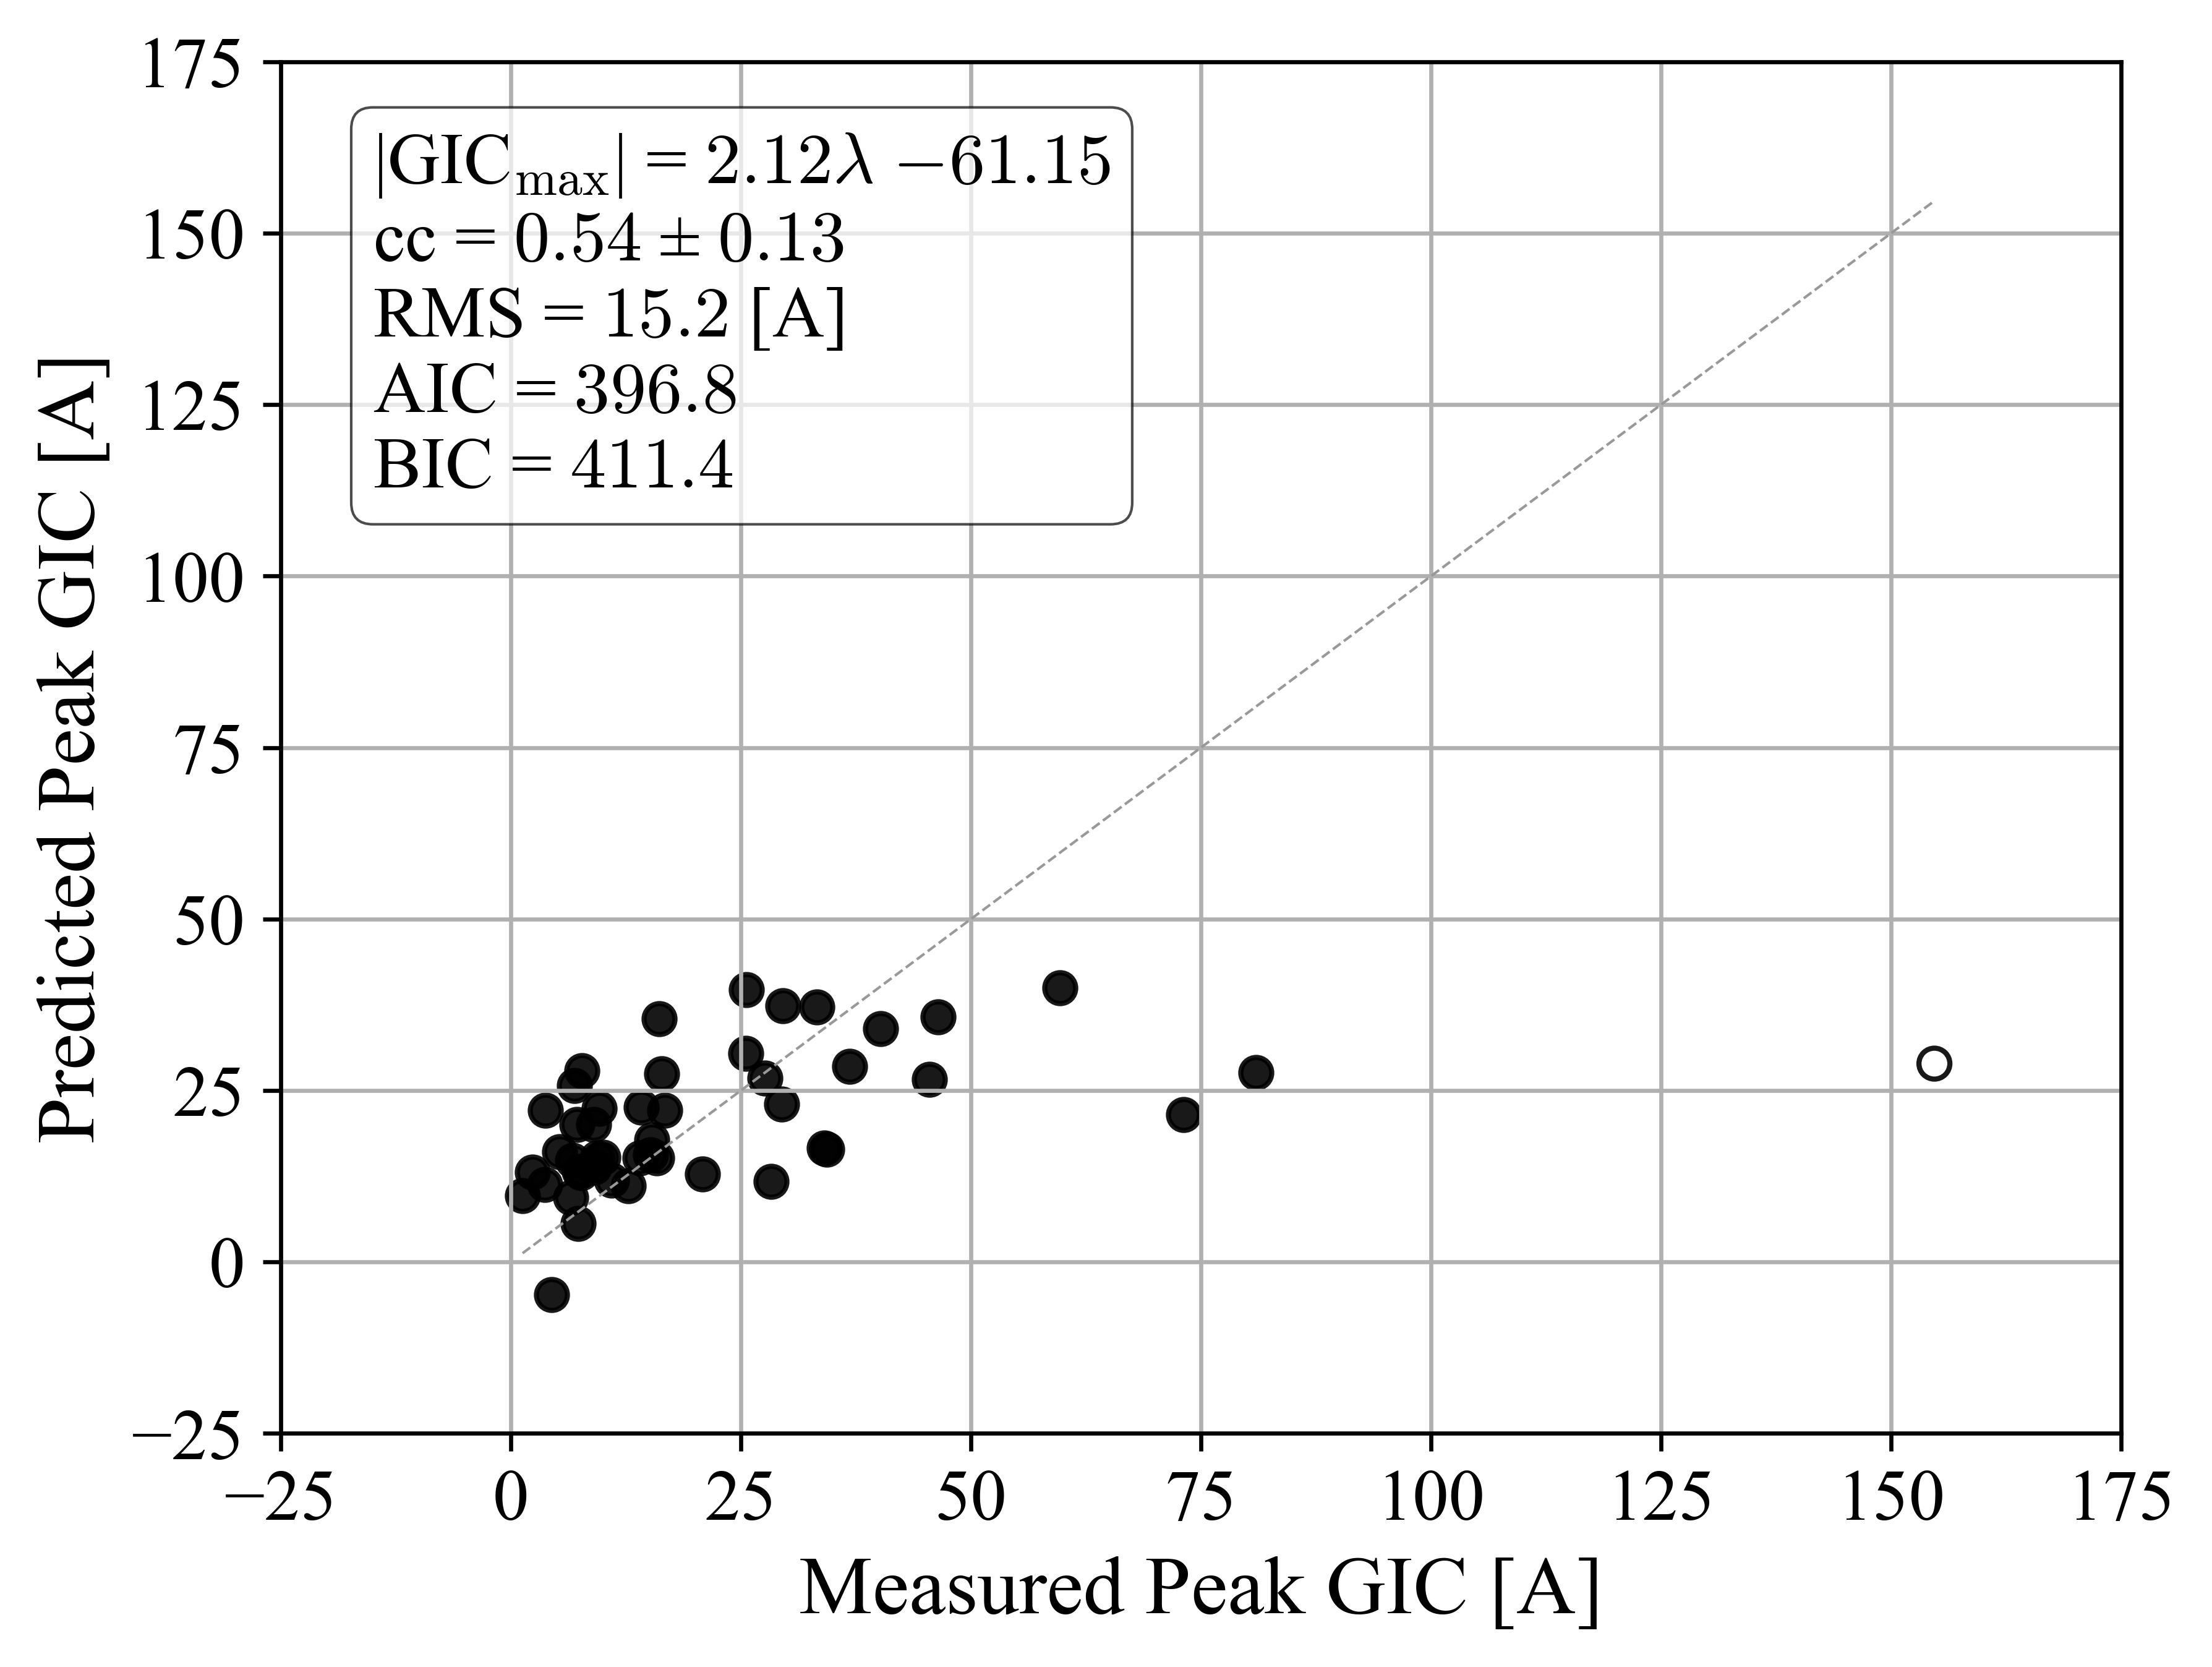 175
150
125
100
75
50
25
0
−25
Predicted Peak GIC [A]
|GICmax| = 2.12λ −61.15
cc = 0.54 ± 0.13
RMS = 15.2 [A]
AIC = 396.8
BIC = 411.4
−25 0 25 50 75 100 125 150 175
Measured Peak GIC [A]